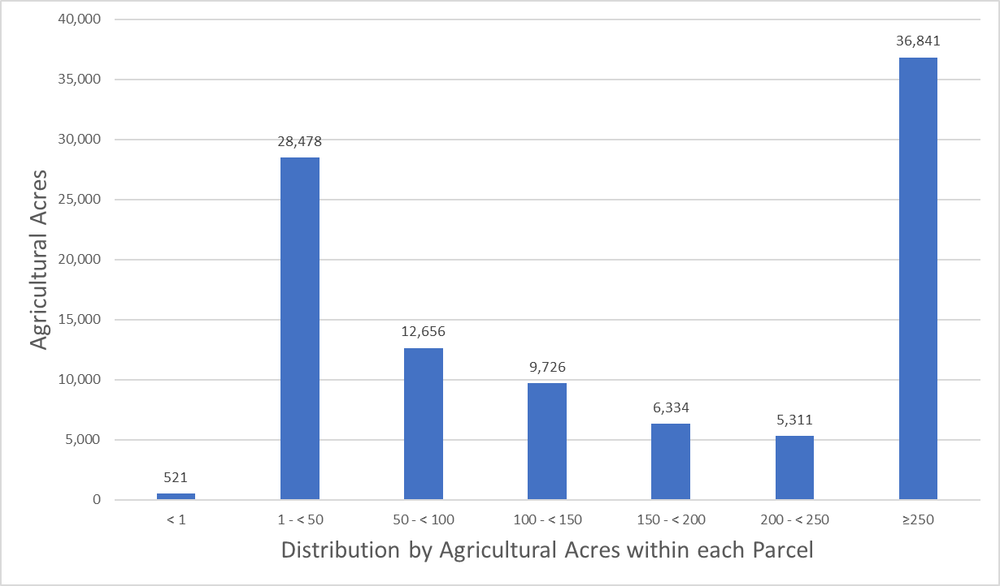 40,000
35,000
30,000
25,000
20,000
15,000
10,000
5,000
0
Agricultural Acres
521
28,478
12,656
9,726
6,334
5,311
36,841
< 1
1 - < 50
50 - < 100
100 - < 150
150 - < 200
200 - < 250
≥250
Distribution by Agricultural Acres within each Parcel